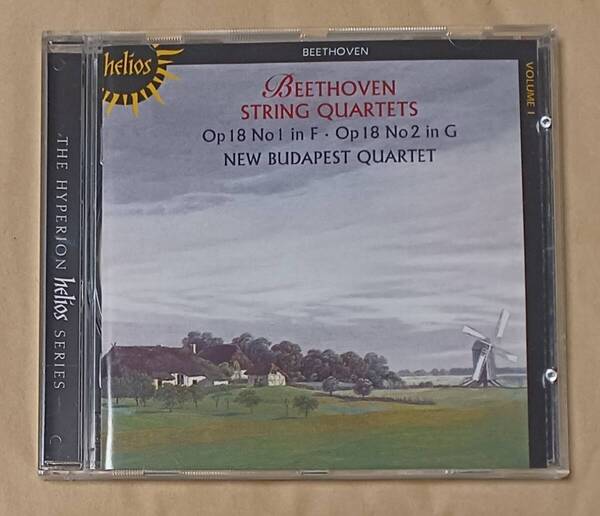 helios
BEETHOVEN
VOLUME 1
BEETHOVEN
STRING QUARTETS
Op 18 No 1 in F · Op 18 No 2 in G
NEW BUDAPEST QUARTET
THE HYPERION helios SERIES